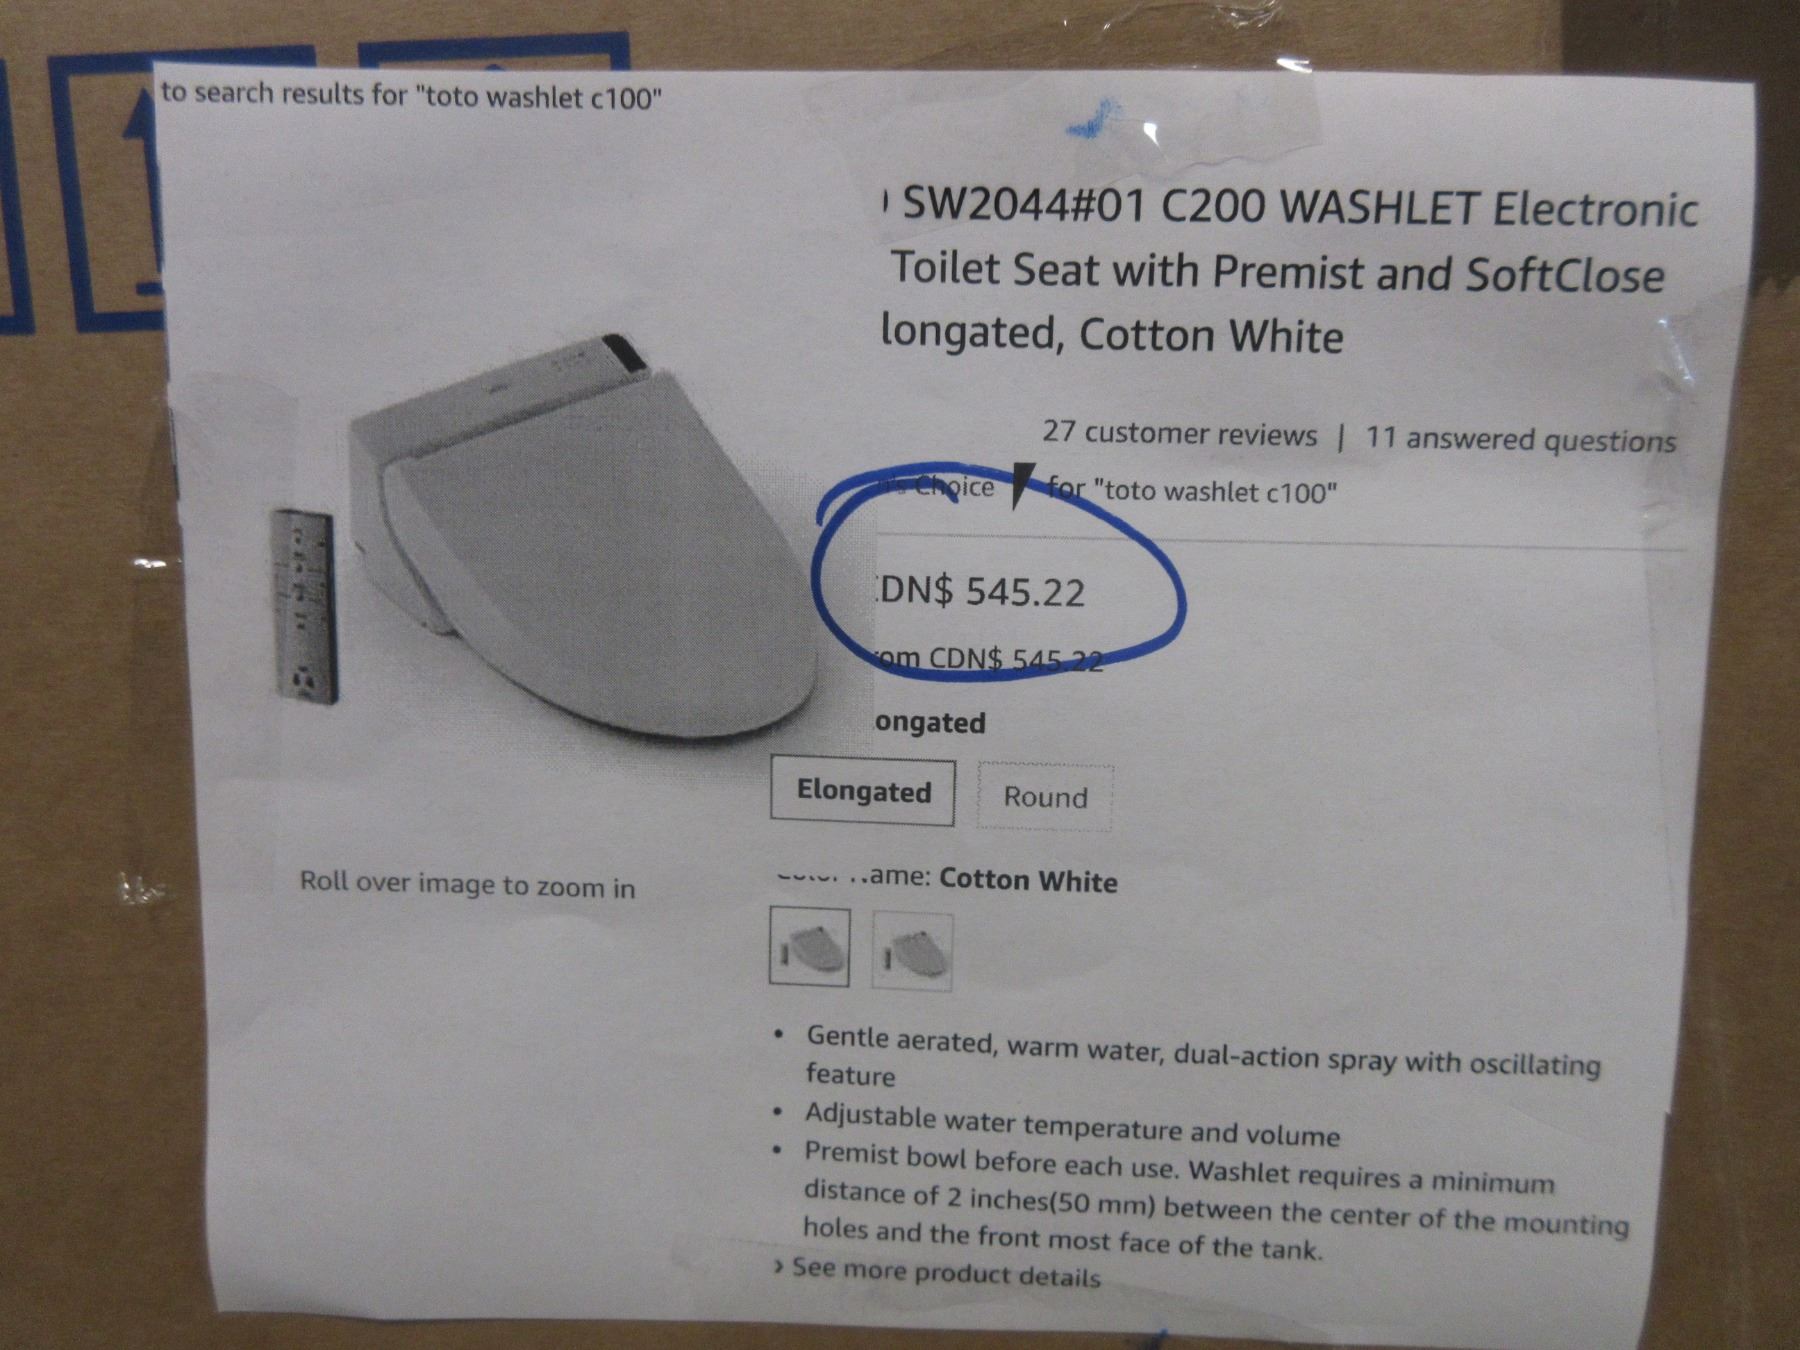 to search results for "toto washlet c100"
SW2044#01 C200 WASHLET Electronic
Toilet Seat with Premist and SoftClose
longated, Cotton White
27 customer reviews | 11 answered questions
's Choice for "toto washlet c100"
DN$ 545.22
om CDN$ 545.22
ongated
Elongated Round
ame: Cotton White
Roll over image to zoom in
• Gentle aerated, warm water, dual-action spray with oscillating
feature
• Adjustable water temperature and volume
• Premist bowl before each use. Washlet requires a minimum
distance of 2 inches(50 mm) between the center of the mounting
holes and the front most face of the tank.
› See more product details